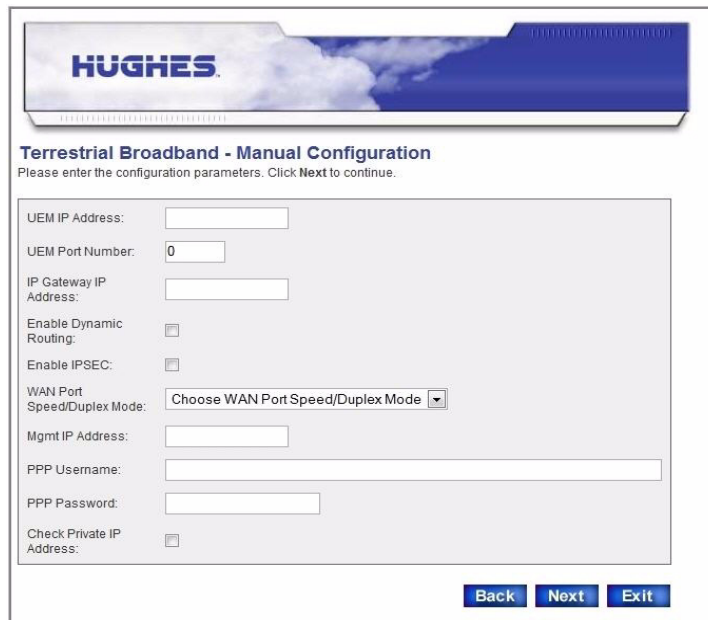 HUGHES.
Terrestrial Broadband - Manual Configuration
Please enter the configuration parameters. Click Next to continue.
UEM IP Address:
UEM Port Number: 0
IP Gateway IP
Address:
Enable Dynamic
Routing:
Enable IPSEC:
WAN Port
Speed/Duplex Mode: Choose WAN Port Speed/Duplex Mode
Mgmt IP Address:
PPP Username:
PPP Password:
Check Private IP
Address:
Back Next Exit